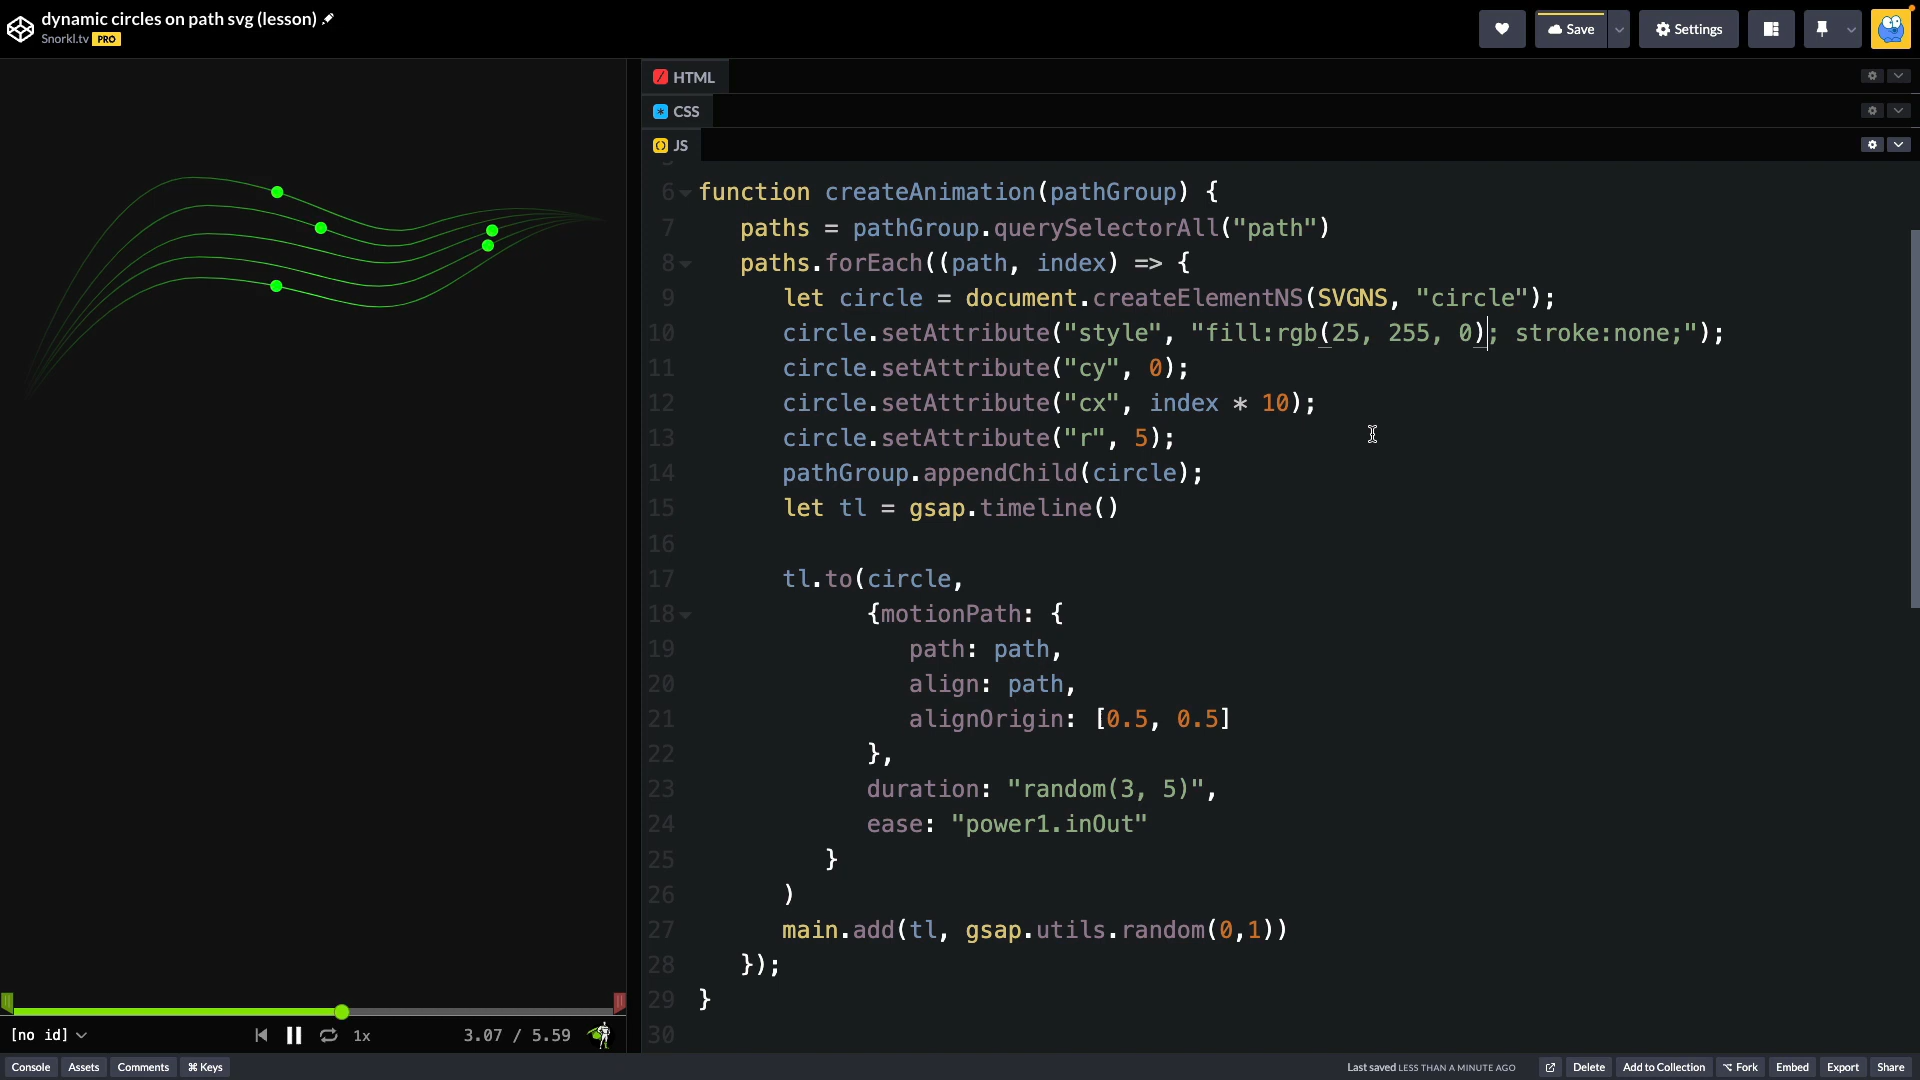 dynamic circles on path svg (lesson)
Snorkl.tv PRO
Save
Settings
HTML
CSS
JS
6 function createAnimation(pathGroup) {
7 paths = pathGroup.querySelectorAll("path")
8 paths.forEach((path, index) => {
9 let circle = document.createElementNS(SVGNS, "circle");
10 circle.setAttribute("style", "fill:rgb(25, 255, 0); stroke:none;");
11 circle.setAttribute("cy", 0);
12 circle.setAttribute("cx", index * 10);
13 circle.setAttribute("r", 5);
14 pathGroup.appendChild(circle);
15 let tl = gsap.timeline()
16
17 tl.to(circle,
18 {motionPath: {
19 path: path,
20 align: path,
21 alignOrigin: [0.5, 0.5]
22 },
23 duration: "random(3, 5)",
24 ease: "power1.inOut"
25 }
26 )
27 main.add(tl, gsap.utils.random(0,1))
28 });
29 }
30
[no id] 1x 3.07 / 5.59
Console Assets Comments ⌘ Keys Last saved LESS THAN A MINUTE AGO Delete Add to Collection ⌥ Fork Embed Export Share